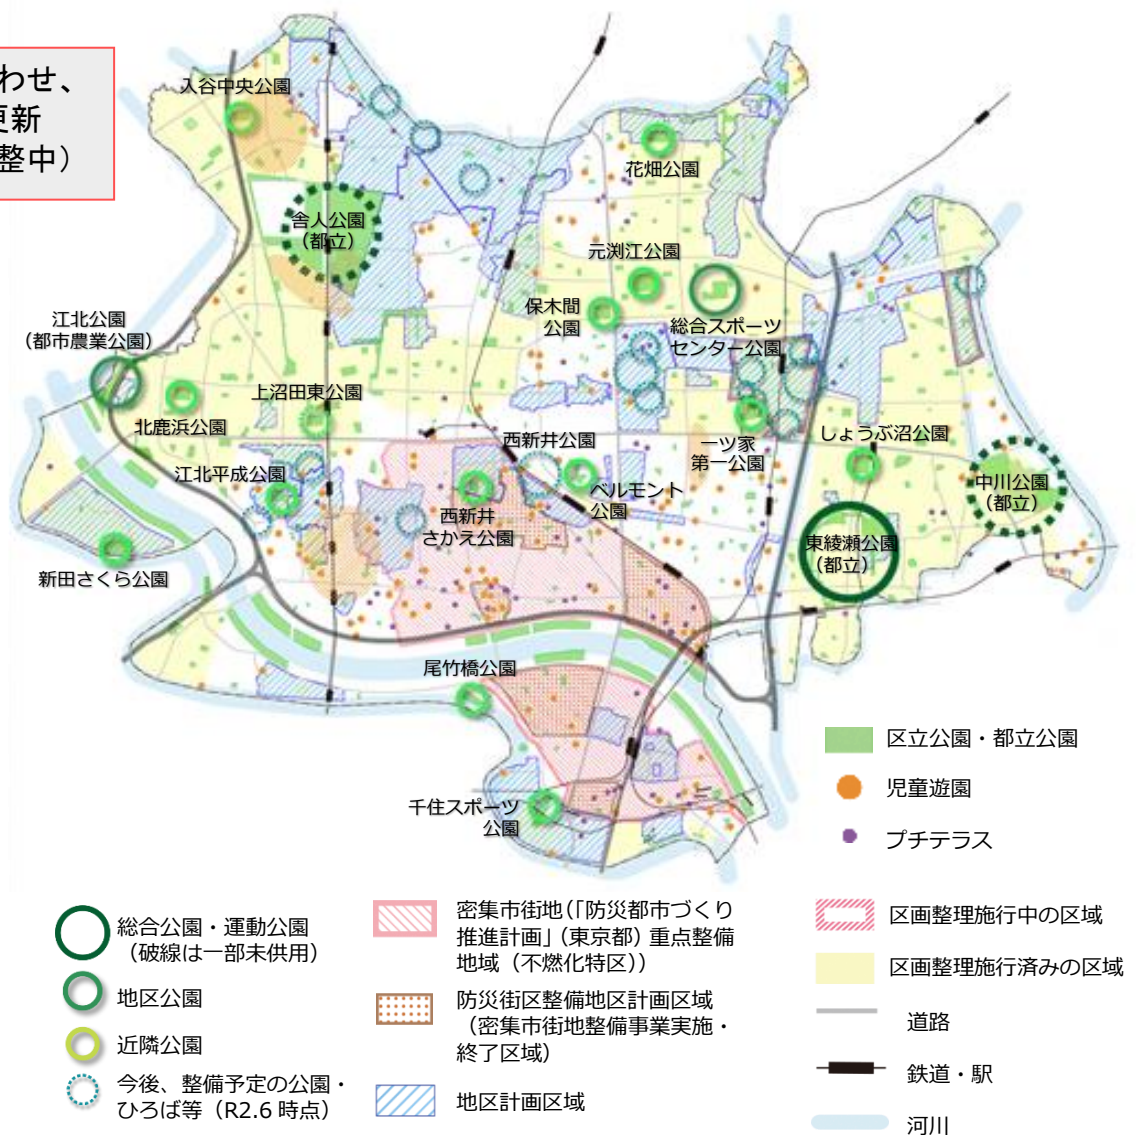 わせ、
更新
整中）
入谷中央公園
花畑公園
舎人公園
（都立）
元渕江公園
保木間
公園
総合スポーツ
センター公園
江北公園
（都市農業公園）
上沼田東公園
北鹿浜公園
西新井公園
一ツ家
第一公園
しょうぶ沼公園
江北平成公園
ベルモント
公園
中川公園
（都立）
西新井
さかえ公園
東綾瀬公園
（都立）
新田さくら公園
尾竹橋公園
千住スポーツ
公園
区立公園・都立公園
児童遊園
プチテラス
総合公園・運動公園
（破線は一部未供用）
地区公園
近隣公園
今後、整備予定の公園・
ひろば等（R2.6 時点）
密集市街地（「防災都市づくり
推進計画」（東京都）重点整備
地域（不燃化特区））
防災街区整備地区計画区域
（密集市街地整備事業実施・
終了区域）
地区計画区域
区画整理施行中の区域
区画整理施行済みの区域
道路
鉄道・駅
河川